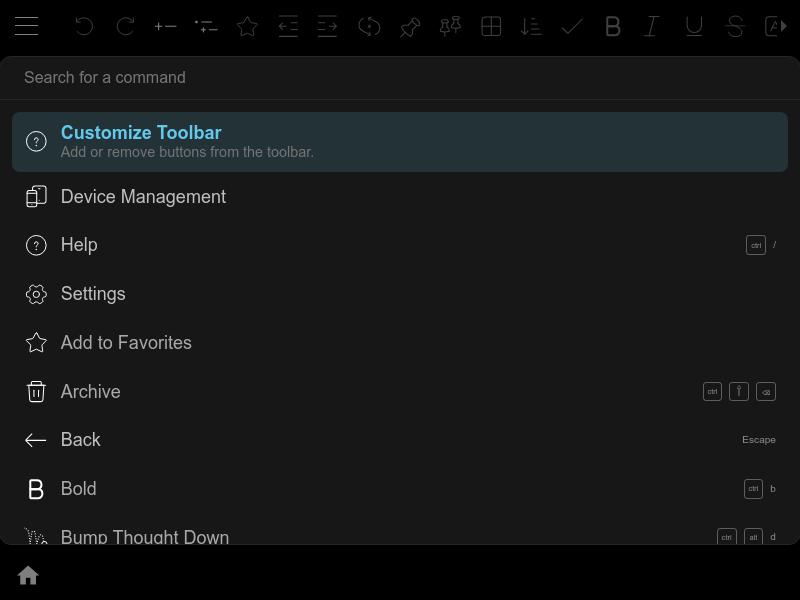 Search for a command
Customize Toolbar
Add or remove buttons from the toolbar.
Device Management
Help
ctrl /
Settings
Add to Favorites
Archive
ctrl
Back
Escape
Bold
ctrl b
Bump Thought Down
ctrl alt d